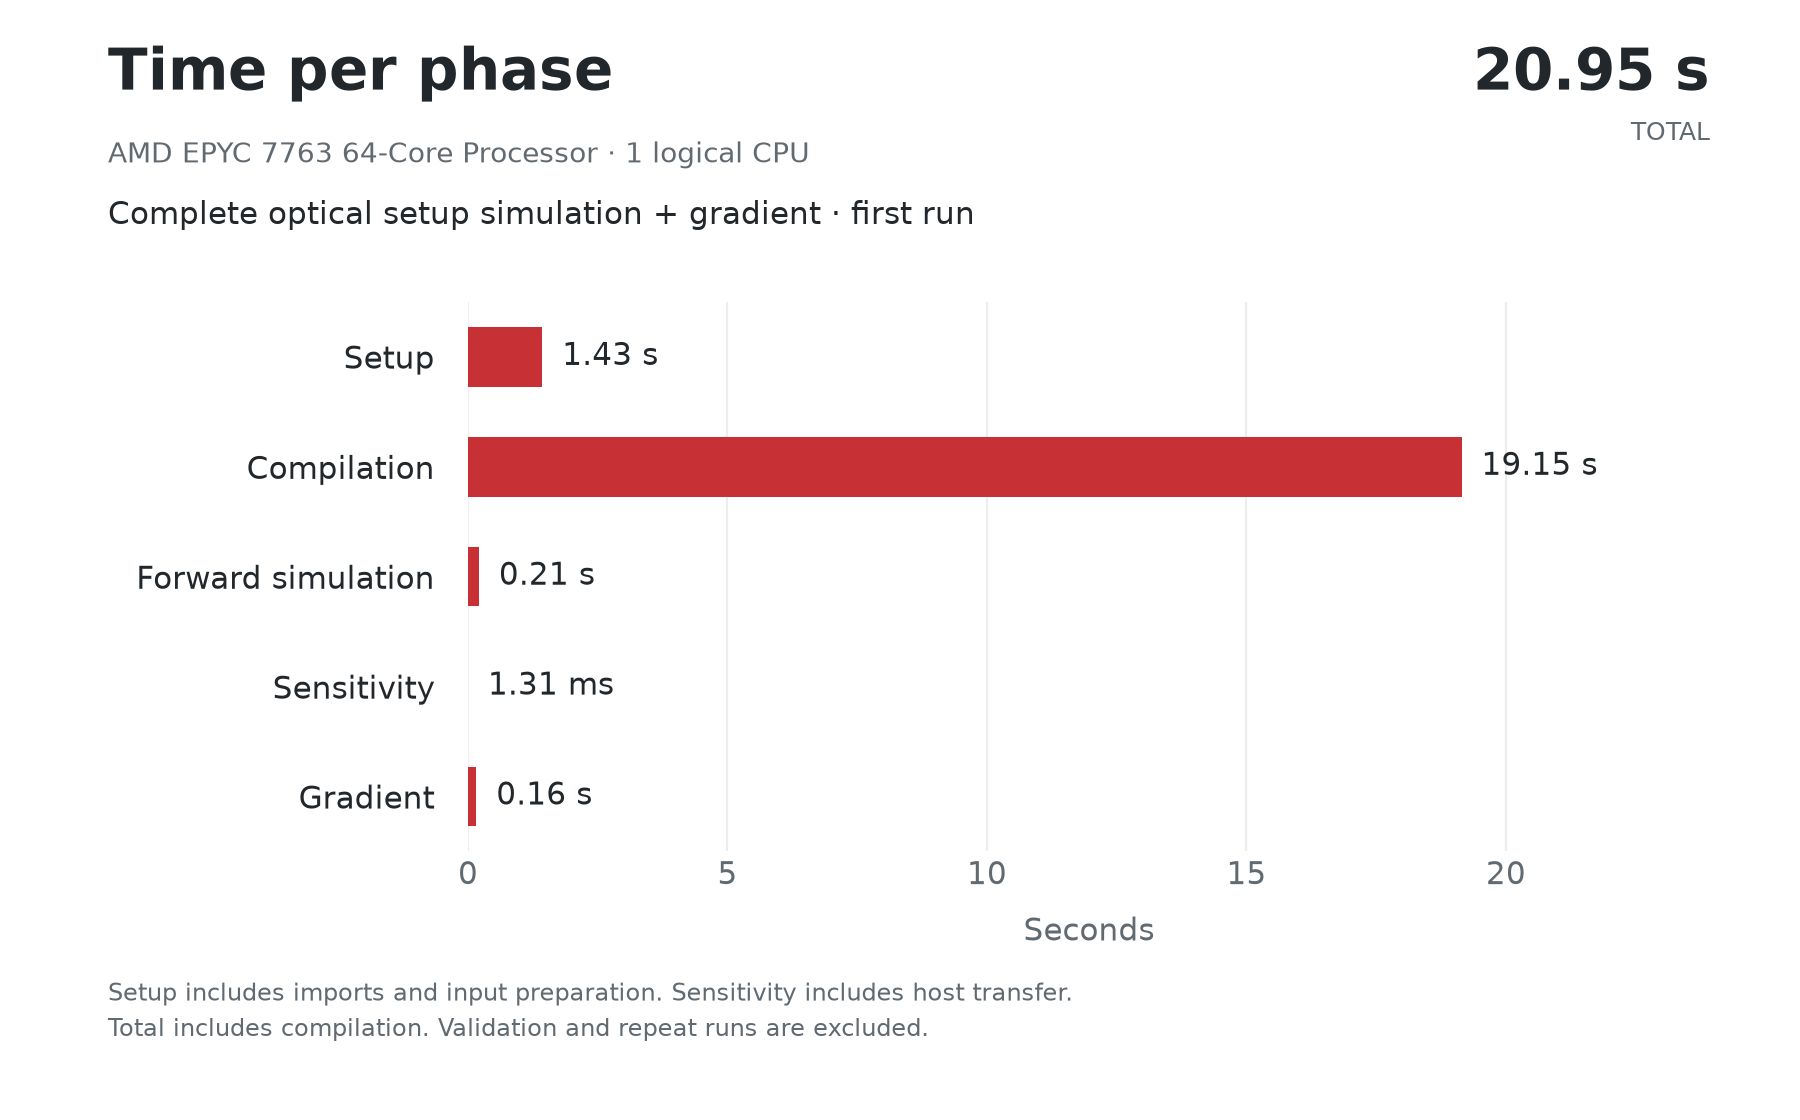 Time per phase
20.95 s
TOTAL
AMD EPYC 7763 64-Core Processor · 1 logical CPU
Complete optical setup simulation + gradient · first run
Setup 1.43 s
Compilation 19.15 s
Forward simulation 0.21 s
Sensitivity 1.31 ms
Gradient 0.16 s
0 5 10 15 20
Seconds
Setup includes imports and input preparation. Sensitivity includes host transfer.
Total includes compilation. Validation and repeat runs are excluded.